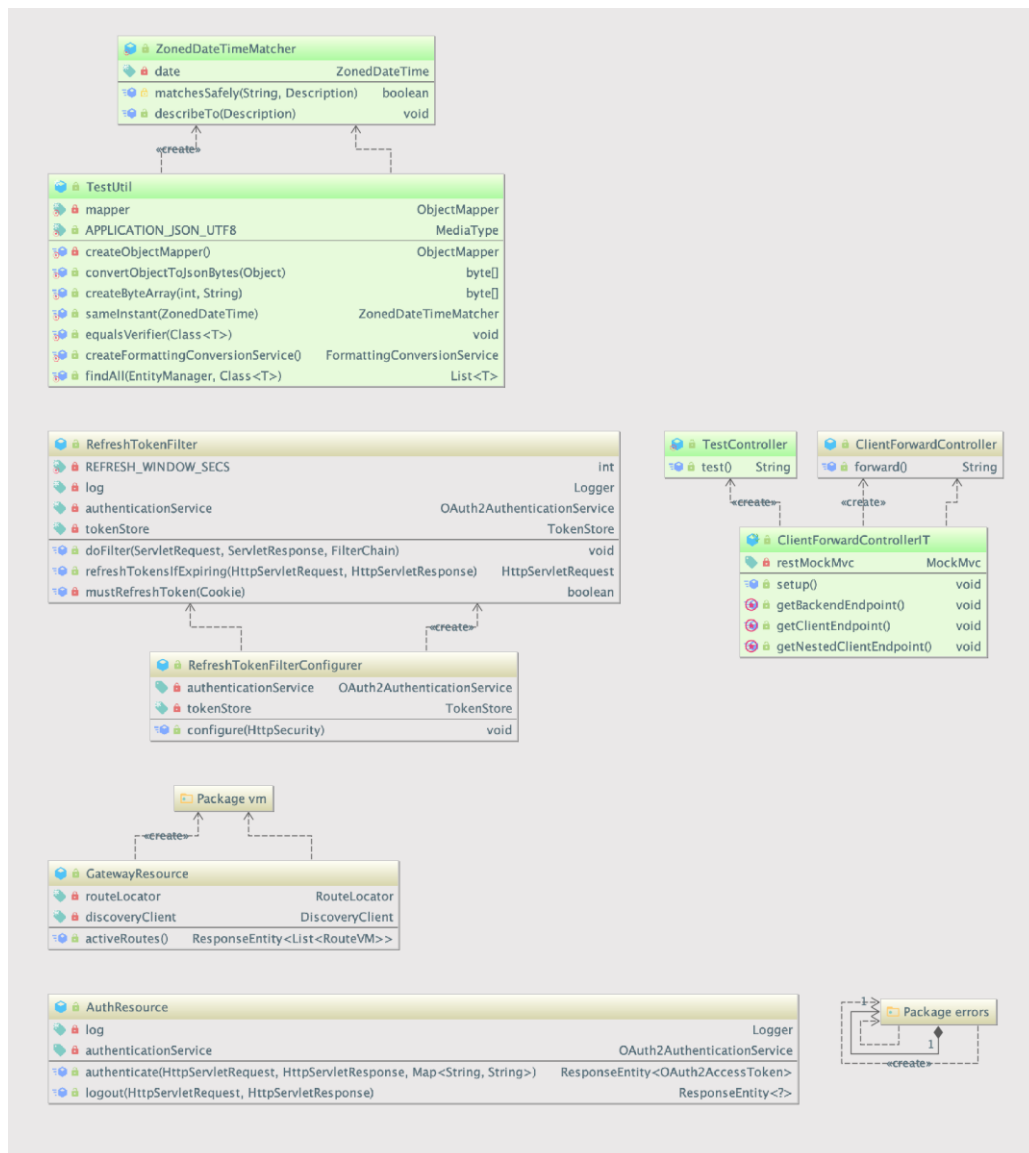 ZonedDateTimeMatcher
date ZonedDateTime
matchesSafely(String, Description) boolean
describeTo(Description) void
«create»
TestUtil
mapper ObjectMapper
APPLICATION_JSON_UTF8 MediaType
createObjectMapper() ObjectMapper
convertObjectToJsonBytes(Object) byte[]
createByteArray(int, String) byte[]
sameInstant(ZonedDateTime) ZonedDateTimeMatcher
equalsVerifier(Class<T>) void
createFormattingConversionService() FormattingConversionService
findAll(EntityManager, Class<T>) List<T>
RefreshTokenFilter
REFRESH_WINDOW_SECS int
log Logger
authenticationService OAuth2AuthenticationService
tokenStore TokenStore
doFilter(ServletRequest, ServletResponse, FilterChain) void
refreshTokensIfExpiring(HttpServletRequest, HttpServletResponse) HttpServletRequest
mustRefreshToken(Cookie) boolean
TestController
test() String
ClientForwardController
forward() String
«create»
«create»
ClientForwardControllerIT
restMockMvc MockMvc
setup() void
getBackendEndpoint() void
getClientEndpoint() void
getNestedClientEndpoint() void
«create»
RefreshTokenFilterConfigurer
authenticationService OAuth2AuthenticationService
tokenStore TokenStore
configure(HttpSecurity) void
Package vm
«create»
GatewayResource
routeLocator RouteLocator
discoveryClient DiscoveryClient
activeRoutes() ResponseEntity<List<RouteVM>>
AuthResource
log Logger
authenticationService OAuth2AuthenticationService
authenticate(HttpServletRequest, HttpServletResponse, Map<String, String>) ResponseEntity<OAuth2AccessToken>
logout(HttpServletRequest, HttpServletResponse) ResponseEntity<?>
1
Package errors
1
«create»